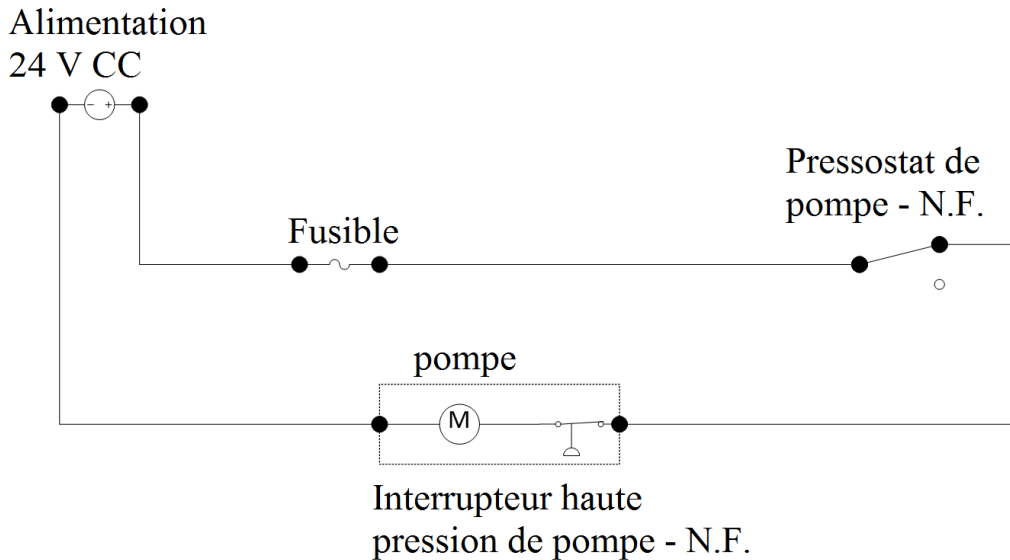 Alimentation
24 V CC
- +
Pressostat de
pompe - N.F.
Fusible
pompe
M
Interrupteur haute
pression de pompe - N.F.